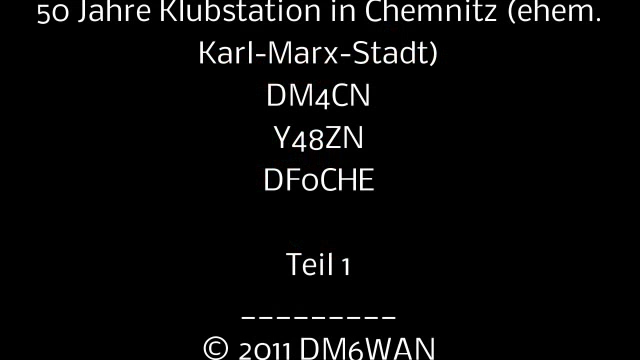 50 Jahre Klubstation in Chemnitz (ehem.
Karl-Marx-Stadt)
DM4CN
Y48ZN
DF0CHE
Teil 1
_________
© 2011 DM6WAN